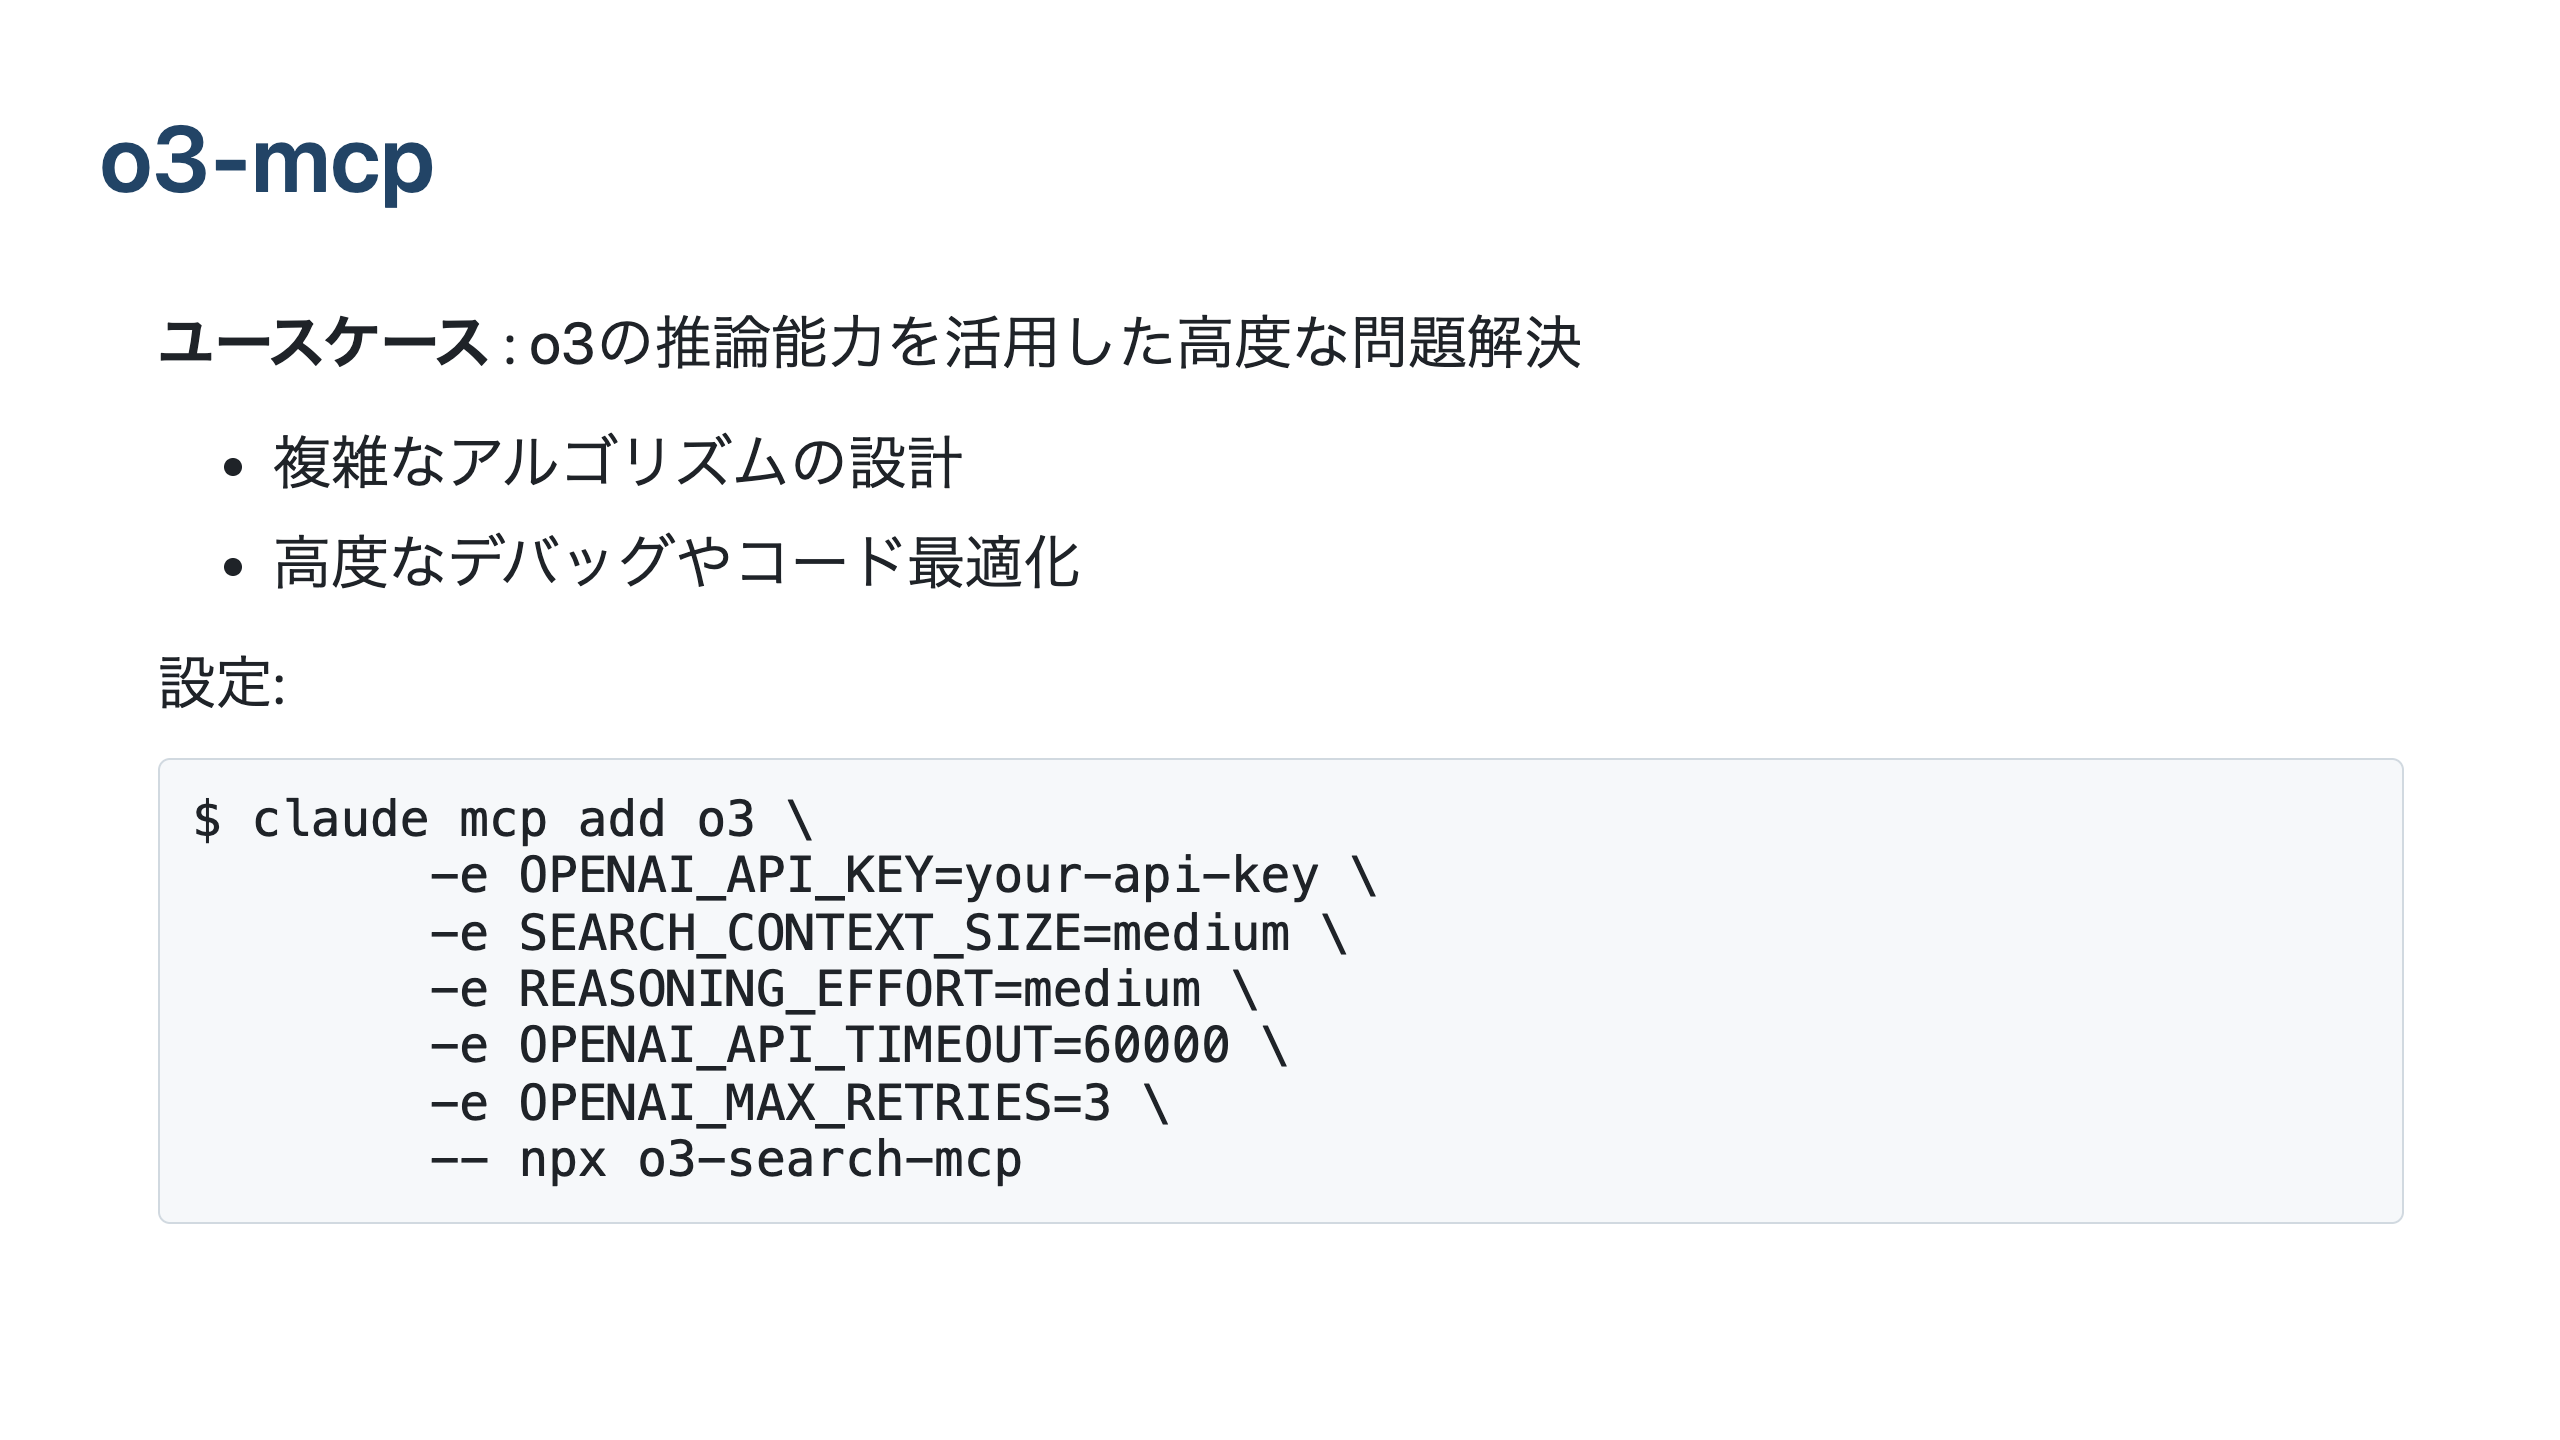 o3-mcp
ユースケース : o3の推論能力を活用した高度な問題解決
• 複雑なアルゴリズムの設計
• 高度なデバッグやコード最適化
設定:
$ claude mcp add o3 \
        -e OPENAI_API_KEY=your-api-key \
        -e SEARCH_CONTEXT_SIZE=medium \
        -e REASONING_EFFORT=medium \
        -e OPENAI_API_TIMEOUT=60000 \
        -e OPENAI_MAX_RETRIES=3 \
        -- npx o3-search-mcp